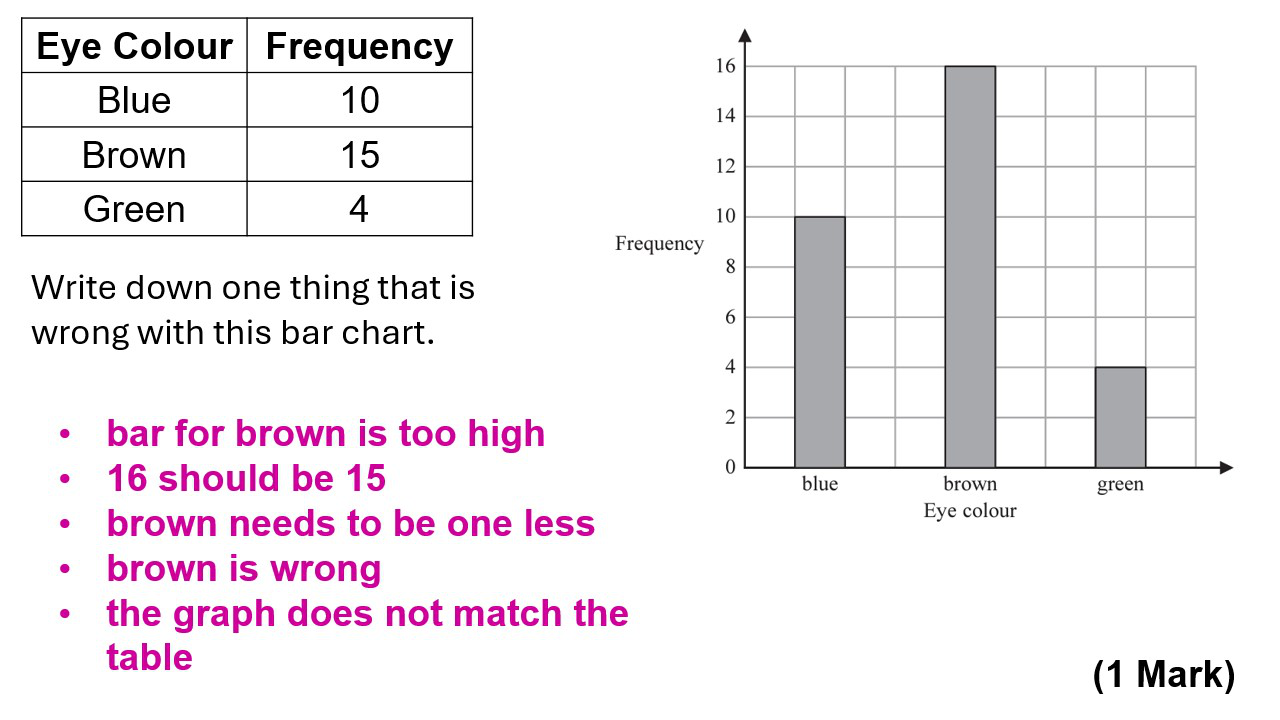 Eye Colour Frequency
Blue 10
Brown 15
Green 4
Write down one thing that is
wrong with this bar chart.
• bar for brown is too high
• 16 should be 15
• brown needs to be one less
• brown is wrong
• the graph does not match the
table
16
14
12
10
Frequency
8
6
4
2
0
blue brown green
Eye colour
(1 Mark)